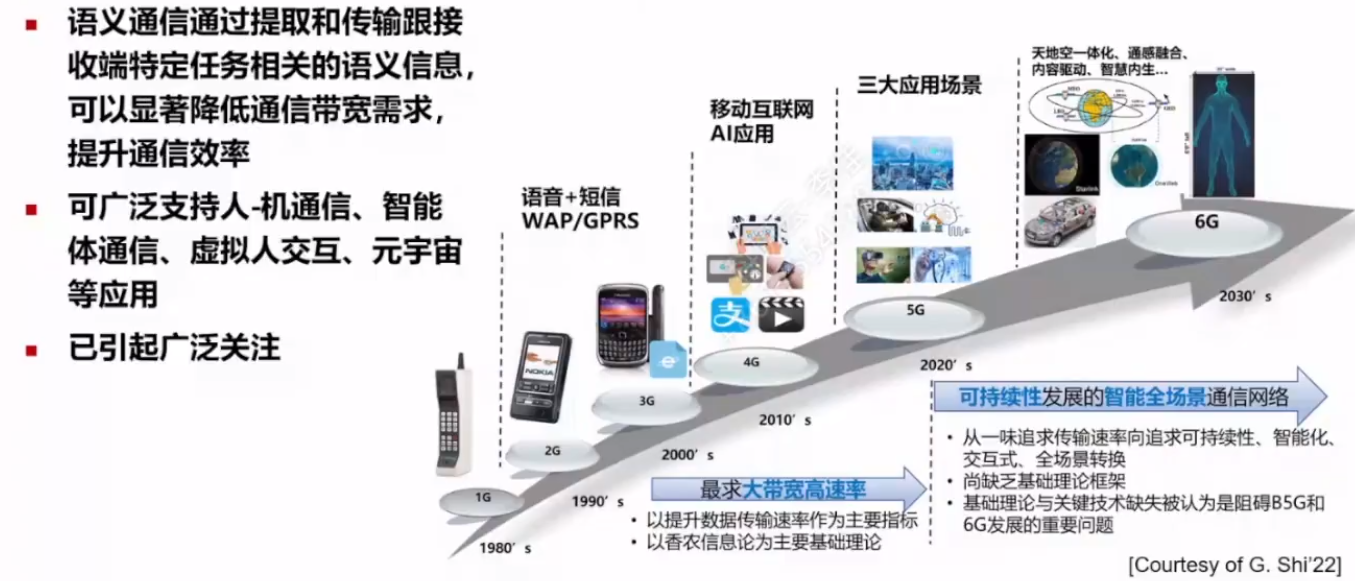 语义通信通过提取和传输跟接
收端特定任务相关的语义信息，
可以显著降低通信带宽需求，
提升通信效率
可广泛支持人-机通信、智能
体通信、虚拟人交互、元宇宙
等应用
已引起广泛关注
语音+短信
WAP/GPRS
移动互联网
AI应用
三大应用场景
天地空一体化、通感融合、
内容驱动、智慧内生...
Starlink
OneWeb
NOKIA
支
1G
2G
3G
4G
5G
6G
1980's
1990's
2000's
2010's
2020's
2030's
最求大带宽高速率
• 以提升数据传输速率作为主要指标
• 以香农信息论为主要基础理论
可持续性发展的智能全场景通信网络
• 从一味追求传输速率向追求可持续性、智能化、
交互式、全场景转换
• 尚缺乏基础理论框架
• 基础理论与关键技术缺失被认为是阻碍B5G和
6G发展的重要问题
[Courtesy of G. Shi'22]